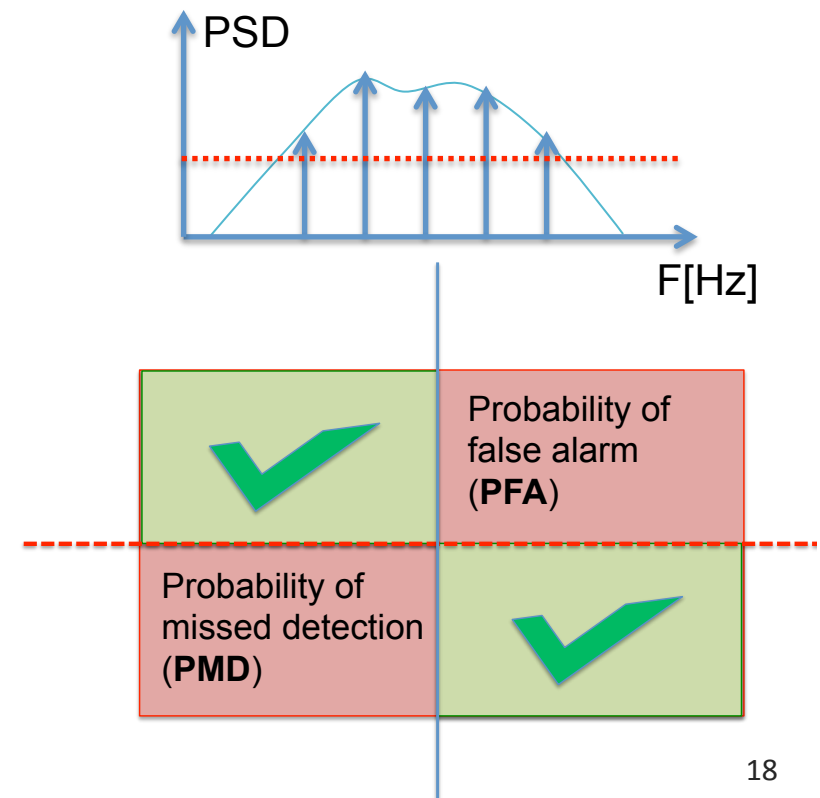 PSD
F[Hz]
Probability of
false alarm
(PFA)
Probability of
missed detection
(PMD)
18